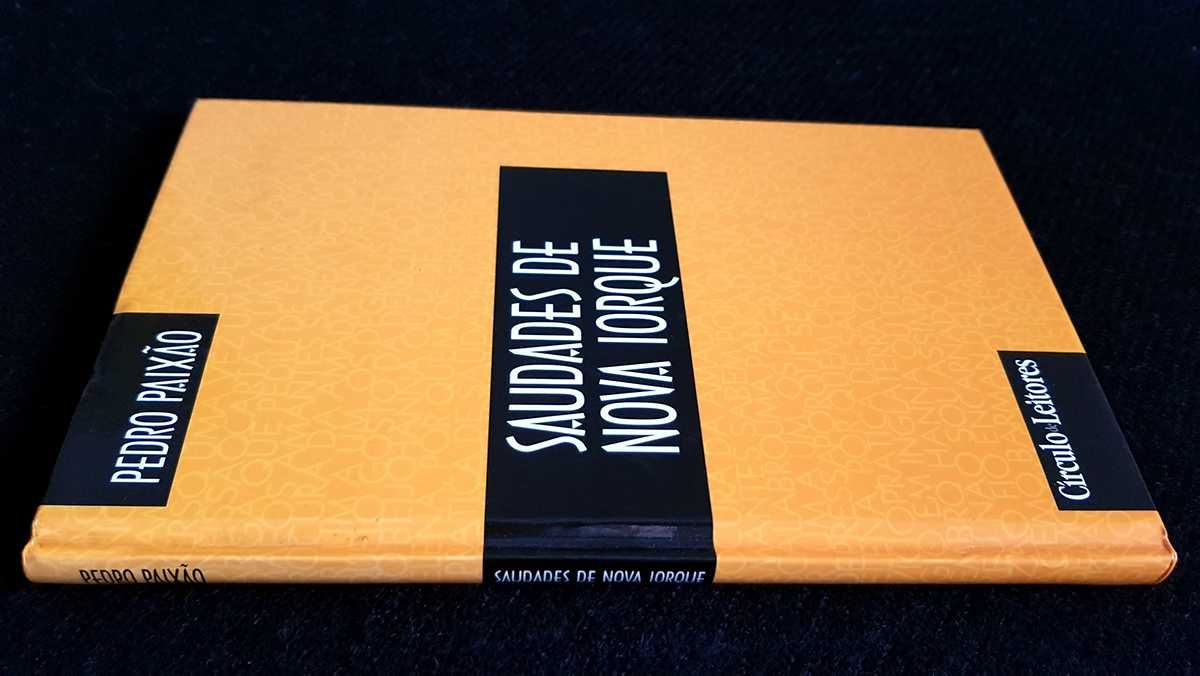 PEDRO PAIXÃO
SAUDADES DE
NOVA IORQUE
Círculo de Leitores
PEDRO PAIXÃO
SAUDADES DE NOVA IORQUE